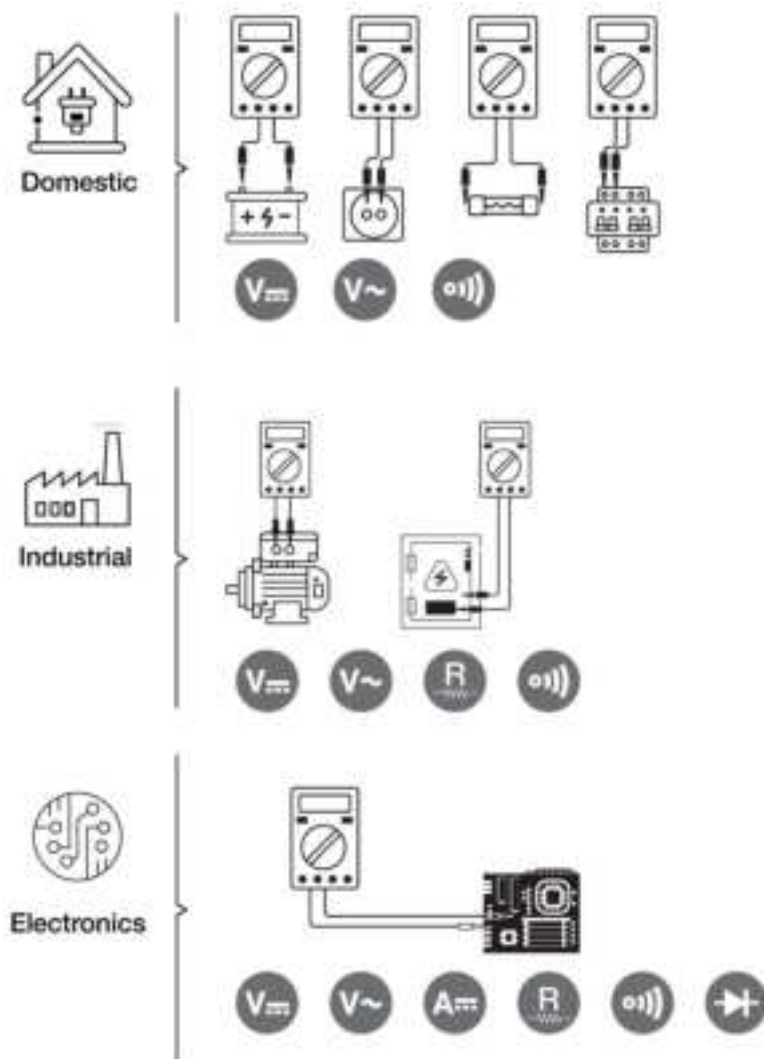 Domestic
+ -
V
V~
Industrial
V
V~
R
Electronics
V
V~
A
R